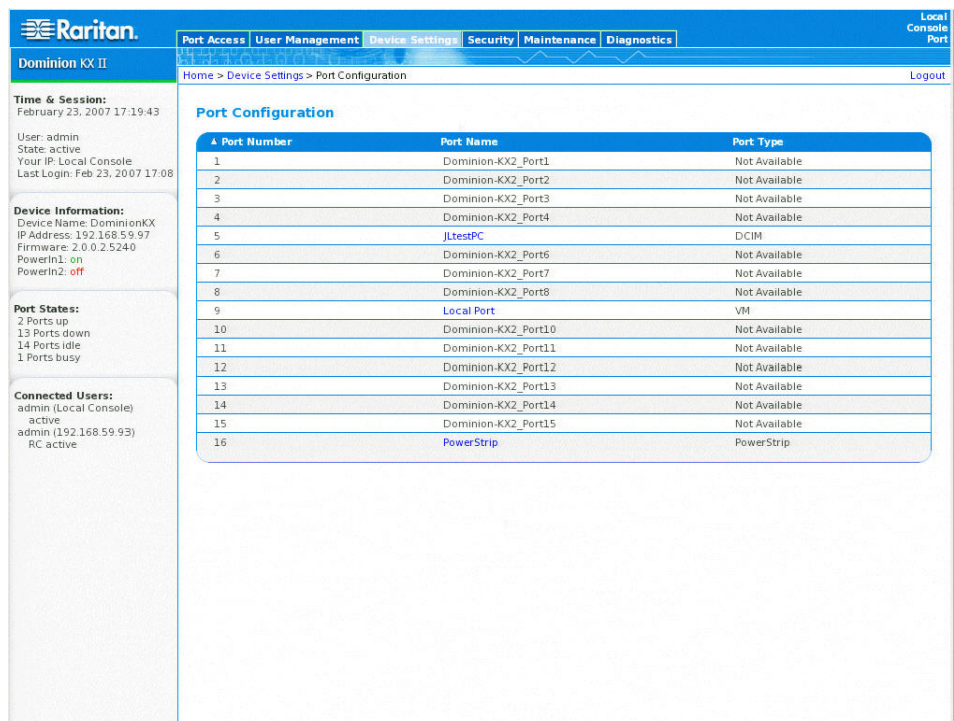 Raritan.
Local
Console
Port
Port Access User Management Device Settings Security Maintenance Diagnostics
Dominion KX II
Home > Device Settings > Port Configuration Logout
Time & Session:
February 23, 2007 17:19:43
User: admin
State: active
Your IP: Local Console
Last Login: Feb 23, 2007 17:08
Device Information:
Device Name: DominionKX
IP Address: 192.168.59.97
Firmware: 2.0.0.2.5240
PowerIn1: on
PowerIn2: off
Port States:
2 Ports up
13 Ports down
14 Ports idle
1 Ports busy
Connected Users:
admin (Local Console)
active
admin (192.168.59.93)
RC active
Port Configuration
▲ Port Number Port Name Port Type
1 Dominion-KX2_Port1 Not Available
2 Dominion-KX2_Port2 Not Available
3 Dominion-KX2_Port3 Not Available
4 Dominion-KX2_Port4 Not Available
5 JLtestPC DCIM
6 Dominion-KX2_Port6 Not Available
7 Dominion-KX2_Port7 Not Available
8 Dominion-KX2_Port8 Not Available
9 Local Port VM
10 Dominion-KX2_Port10 Not Available
11 Dominion-KX2_Port11 Not Available
12 Dominion-KX2_Port12 Not Available
13 Dominion-KX2_Port13 Not Available
14 Dominion-KX2_Port14 Not Available
15 Dominion-KX2_Port15 Not Available
16 PowerStrip PowerStrip